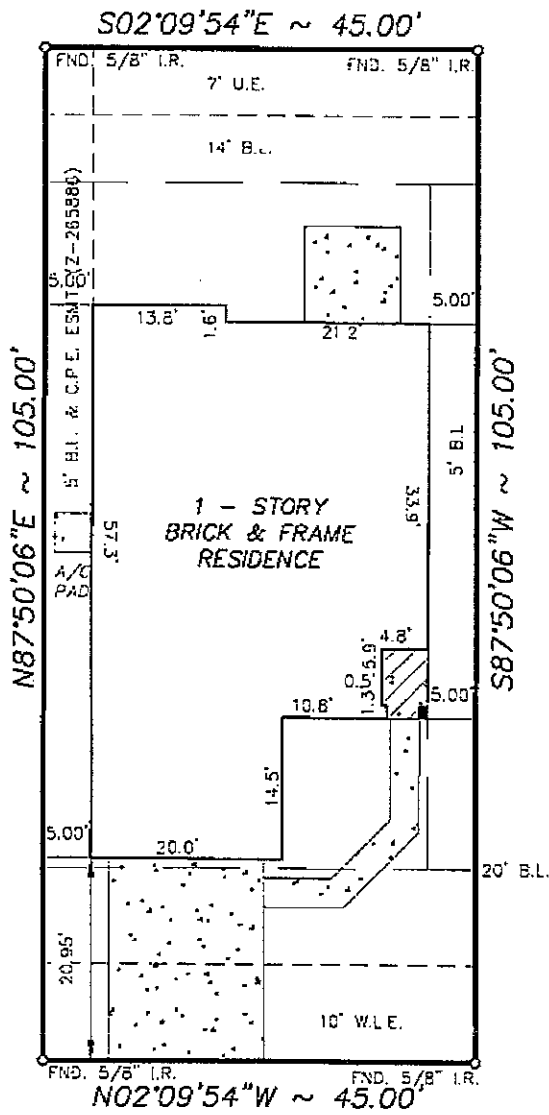 S02°09'54"E ~ 45.00'
FND. 5/8" I.R.
FND. 5/8" I.R.
7' U.E.
14' B.L.
5' B.L. & C.P.E. ESMT (Z-265886)
5.00'
13.8'
1.6'
21.2'
5.00'
N87°50'06"E ~ 105.00'
S87°50'06"W ~ 105.00'
5' B.L
1 - STORY
BRICK & FRAME
RESIDENCE
57.3'
33.9'
A/C
PAD
4.8'
5.9'
0.5'
1.3'
10.8'
5.00'
14.5'
5.00'
20.0'
20' B.L.
20.95'
10' W.L.E.
FND. 5/8" I.R.
FND. 5/8" I.R.
N02°09'54"W ~ 45.00'